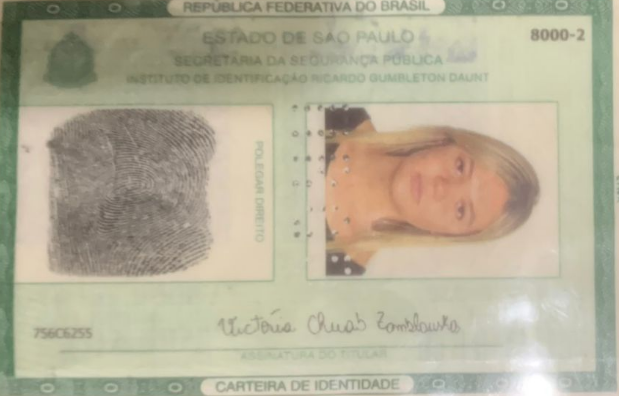 REPÚBLICA FEDERATIVA DO BRASIL
ESTADO DE SÃO PAULO
8000-2
SECRETARIA DA SEGURANÇA PÚBLICA
INSTITUTO DE IDENTIFICAÇÃO RICARDO GUMBLETON DAUNT
POLEGAR DIREITO
Victória
756C6255
ASSINATURA DO TITULAR
CARTEIRA DE IDENTIDADE